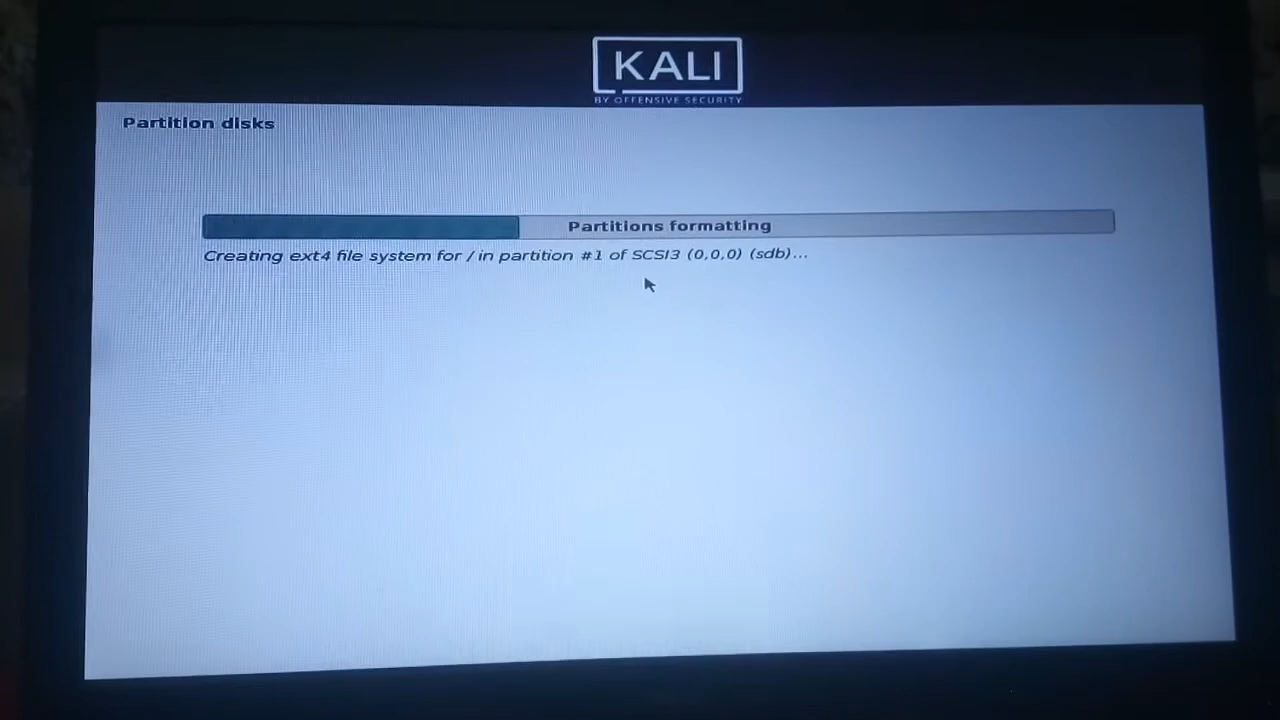 KALI
BY OFFENSIVE SECURITY
Partition disks
Partitions formatting
Creating ext4 file system for / in partition #1 of SCSI3 (0,0,0) (sdb)...